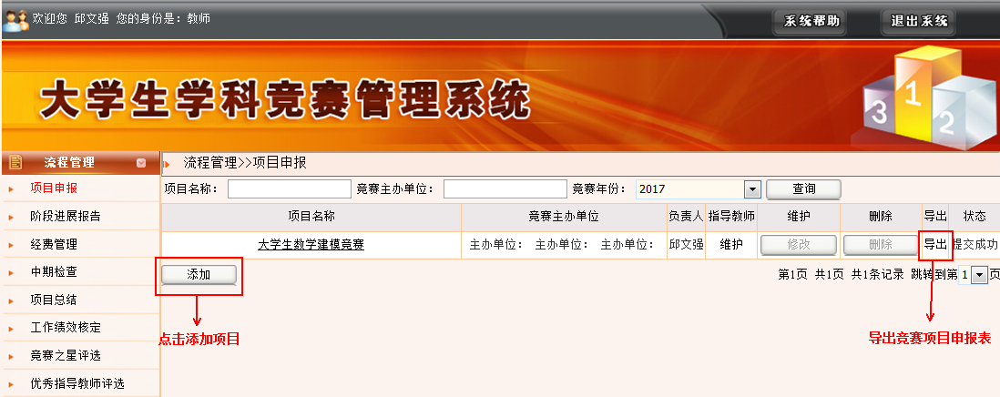 欢迎您 邱文强 您的身份是：教师
系统帮助 退出系统
大学生学科竞赛管理系统
3 1 2
流程管理
流程管理>>项目申报
项目申报
项目名称： 竞赛主办单位： 竞赛年份： 2017 查询
阶段进展报告
项目名称 竞赛主办单位 负责人 指导教师 维护 删除 导出 状态
经费管理
大学生数学建模竞赛 主办单位： 主办单位： 主办单位： 邱文强 维护 修改 删除 导出 提交成功
中期检查
添加
第1页 共1页 共1条记录 跳转到第 1 页
项目总结
工作绩效核定
点击添加项目
导出竞赛项目申报表
竞赛之星评选
优秀指导教师评选